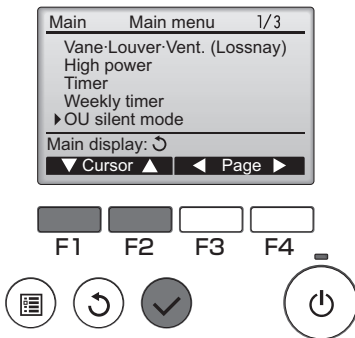 Main Main menu 1/3
Vane·Louver·Vent. (Lossnay)
High power
Timer
Weekly timer
▶OU silent mode
Main display: ↺
▼ Cursor ▲ ◀ Page ▶
F1 F2 F3 F4